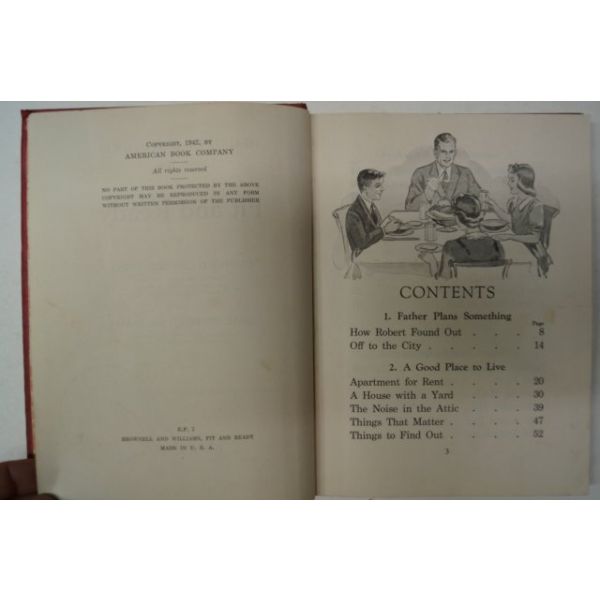 COPYRIGHT, 1942, BY
AMERICAN BOOK COMPANY
All rights reserved
NO PART OF THIS BOOK PROTECTED BY THE ABOVE
COPYRIGHT MAY BE REPRODUCED IN ANY FORM
WITHOUT WRITTEN PERMISSION OF THE PUBLISHER
E.P. 1
BROWNELL AND WILLIAMS, FIT AND READY
MADE IN U. S. A.
CONTENTS
1. Father Plans Something
Page
How Robert Found Out . . . 8
Off to the City . . . . . 14
2. A Good Place to Live
Apartment for Rent . . . . 20
A House with a Yard . . . . 30
The Noise in the Attic . . . 39
Things That Matter . . . . 47
Things to Find Out . . . . 52
3